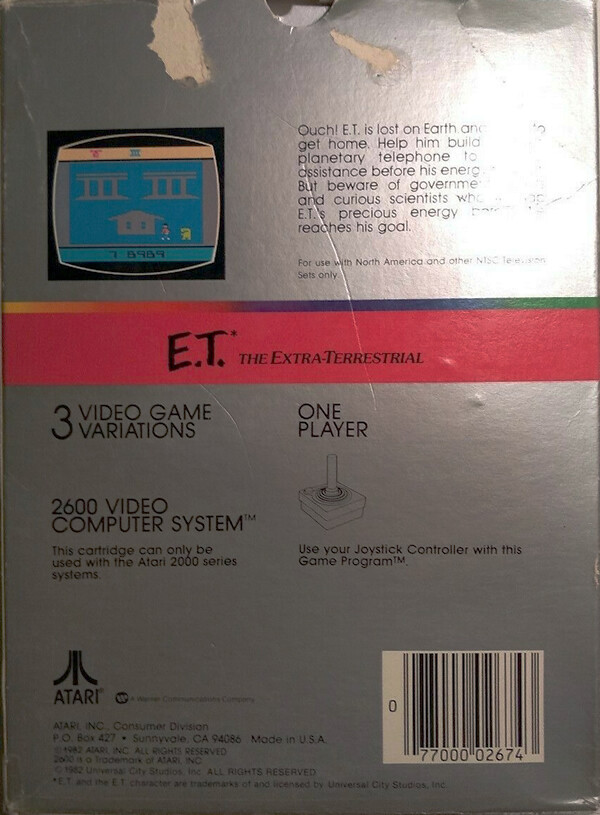 Ouch! E.T. is lost on Earth to
get home. Help him build
planetary telephone to
assistance before his energ
But beware of governme
and curious scientists
E.T.'s precious energy
reaches his goal.
For use with North America and other NTSC Television
Sets only.
7 8989
E.T.* THE EXTRA-TERRESTRIAL
3 VIDEO GAME
VARIATIONS
ONE
PLAYER
2600 VIDEO
COMPUTER SYSTEM™
This cartridge can only be
used with the Atari 2000 series
systems.
Use your Joystick Controller with this
Game Program™.
ATARI® A Warner Communications Company
ATARI, INC., Consumer Division
P.O. Box 427 • Sunnyvale, CA 94086 Made in U.S.A.
© 1982 ATARI, INC. ALL RIGHTS RESERVED
2600 is a Trademark of ATARI, INC.
© 1982 Universal City Studios, Inc. ALL RIGHTS RESERVED
*E.T. and the E.T. character are trademarks of and licensed by Universal City Studios, Inc.
0 77000 02674